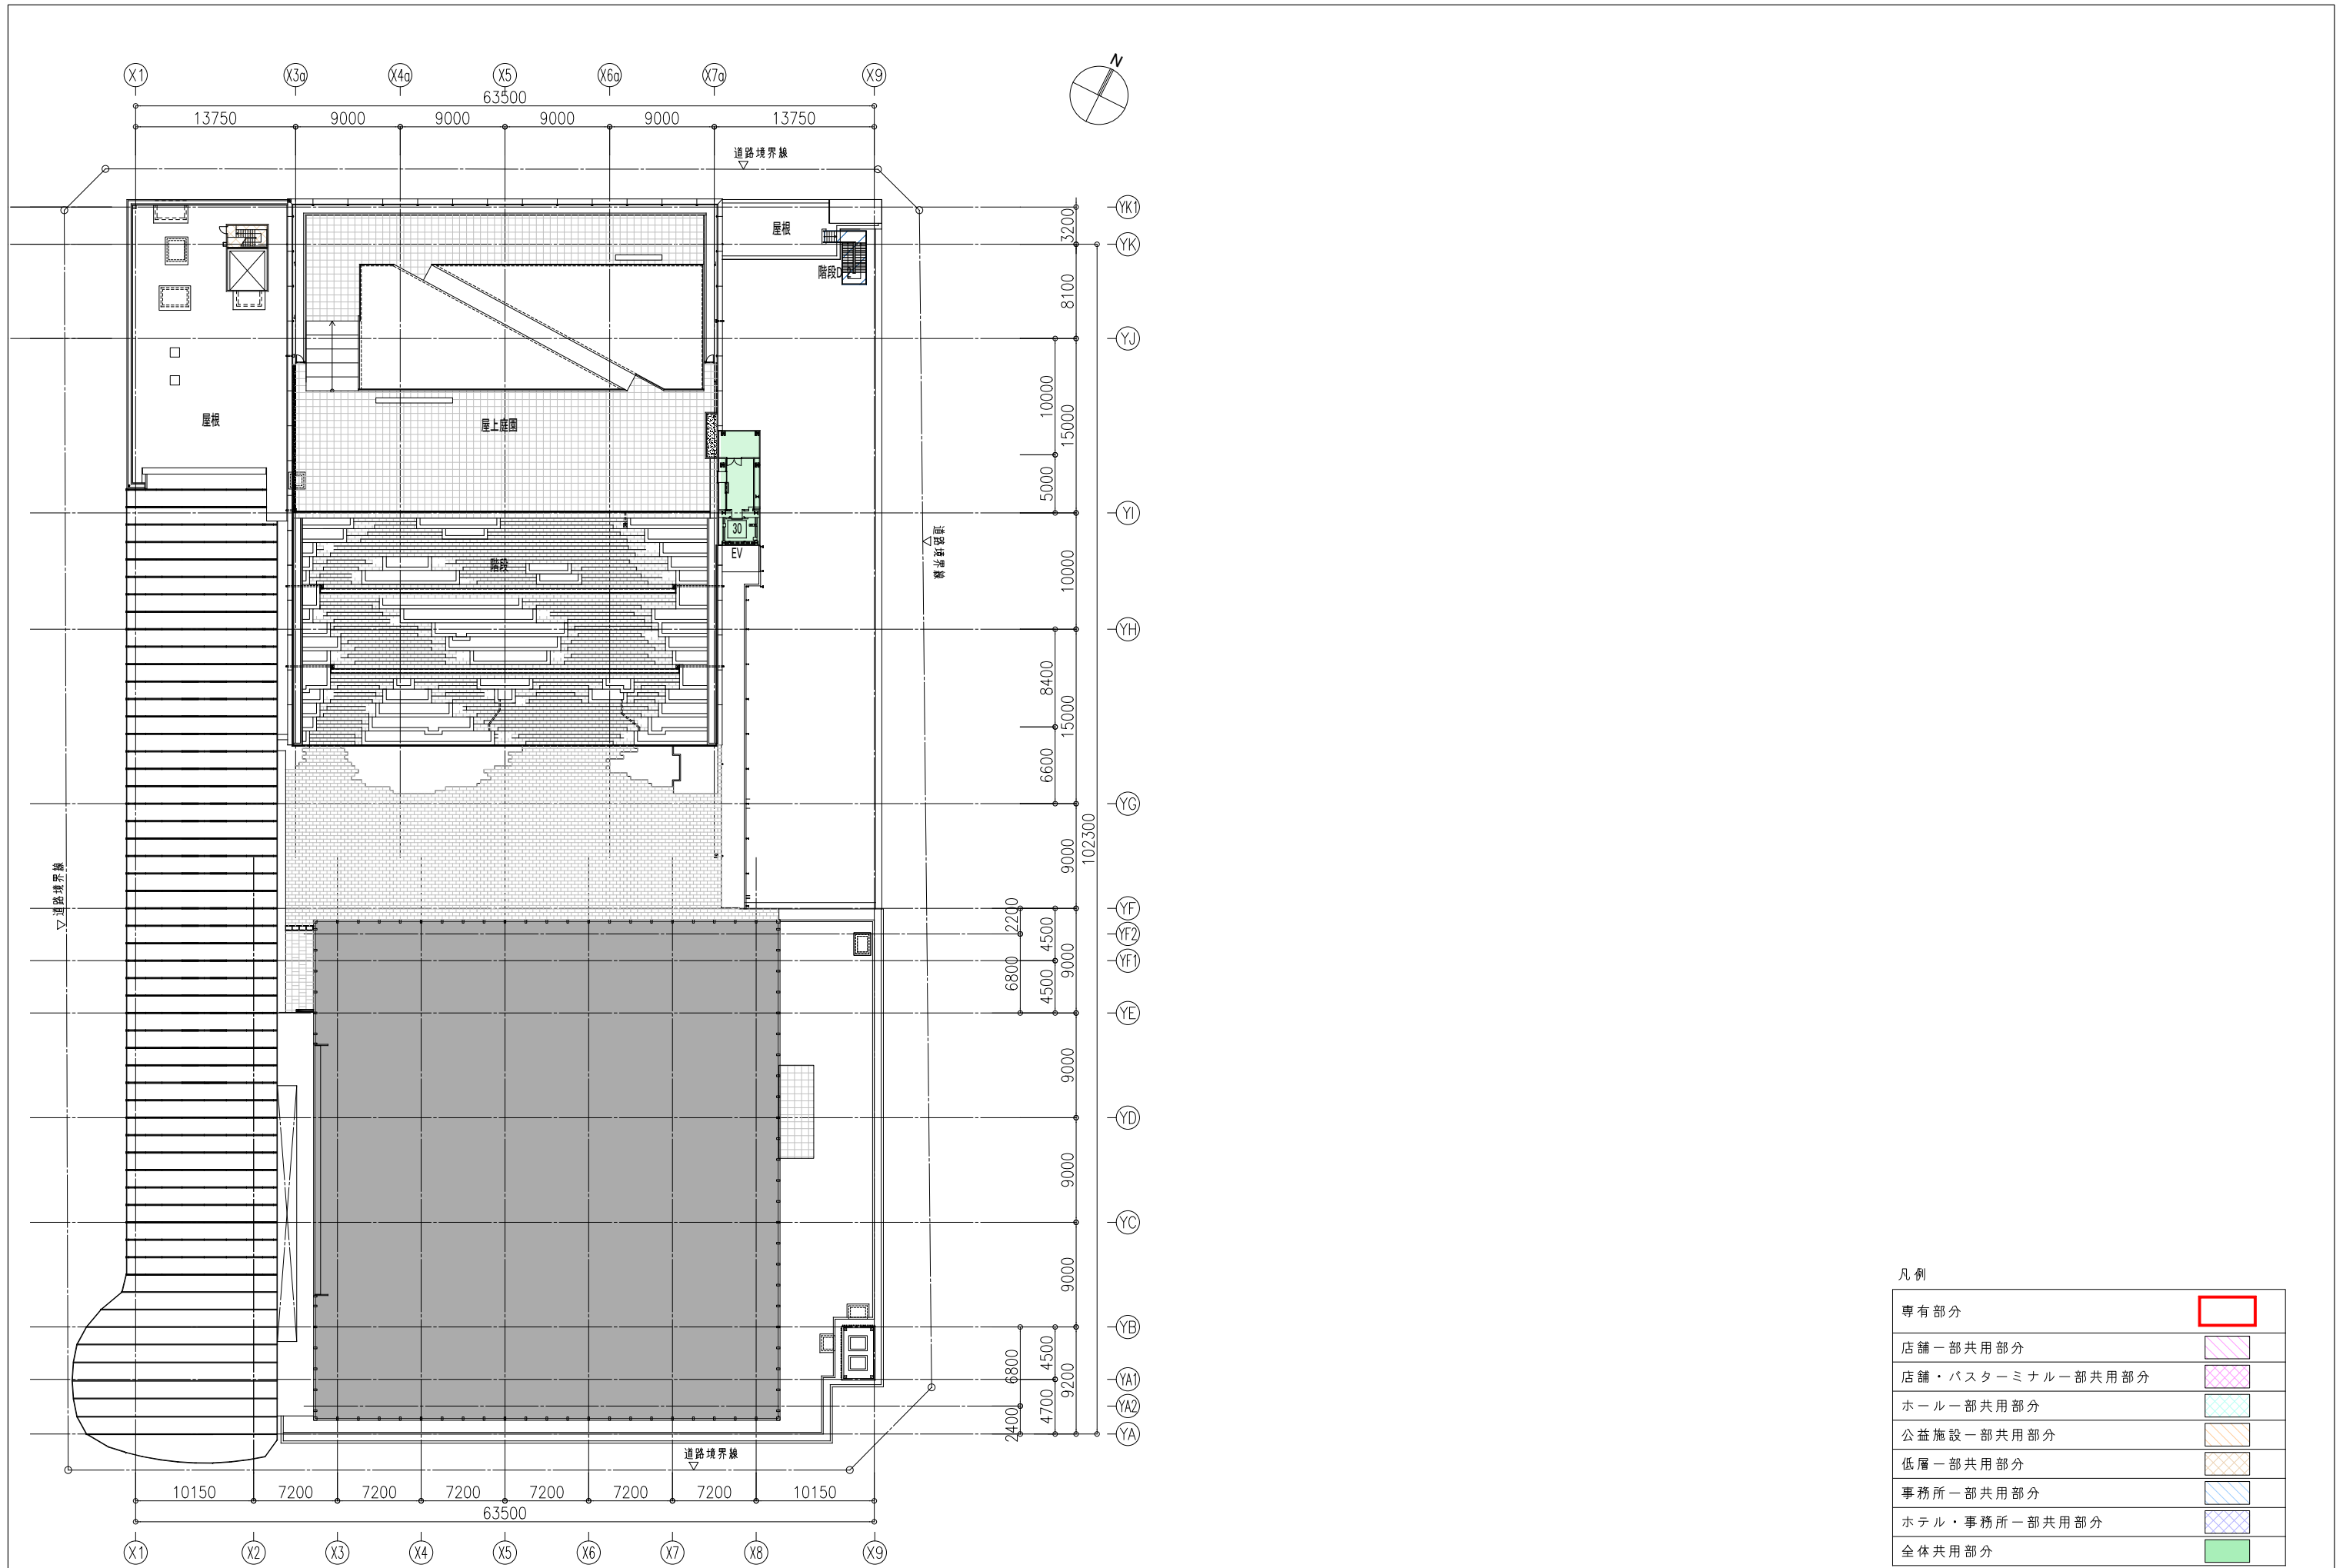 X1
X3a
X4a
X5
X6a
X7a
X9
N
63500
13750
9000
9000
9000
9000
13750
道路境界線
YK1
3200
YK
屋根
階段D-2
8100
YJ
10000
15000
屋根
屋上庭園
5000
YI
30
EV
道路境界線
階段
10000
YH
8400
15000
6600
YG
102300
9000
道路境界線
YF
2200
4500
YF2
9000
YF1
6800
4500
YE
9000
YD
9000
YC
9000
YB
4500
6800
9200
YA1
4700
YA2
2400
YA
道路境界線
10150
7200
7200
7200
7200
7200
7200
10150
63500
X1
X2
X3
X4
X5
X6
X7
X8
X9
凡例
専有部分
店舗一部共用部分
店舗・バスターミナル一部共用部分
ホール一部共用部分
公益施設一部共用部分
低層一部共用部分
事務所一部共用部分
ホテル・事務所一部共用部分
全体共用部分